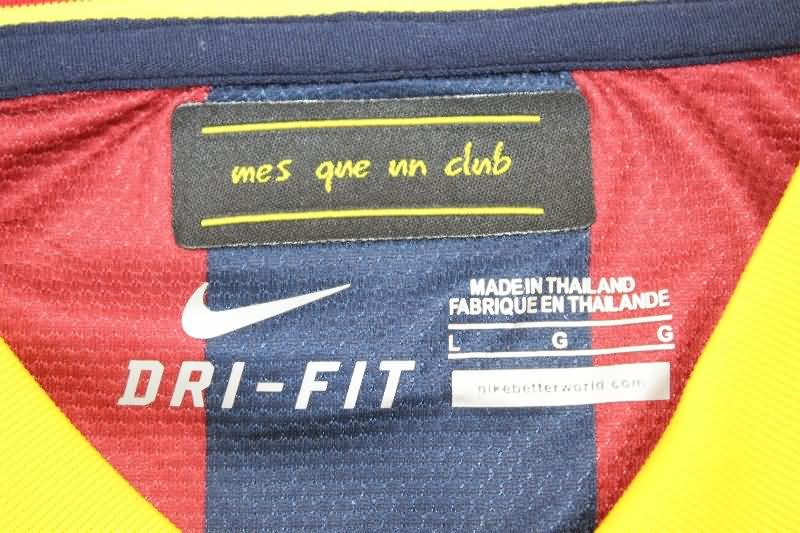 mes que un club
DRI-FIT
MADE IN THAILAND
FABRIQUE EN THAILANDE
L G G
nikebetterworld.com